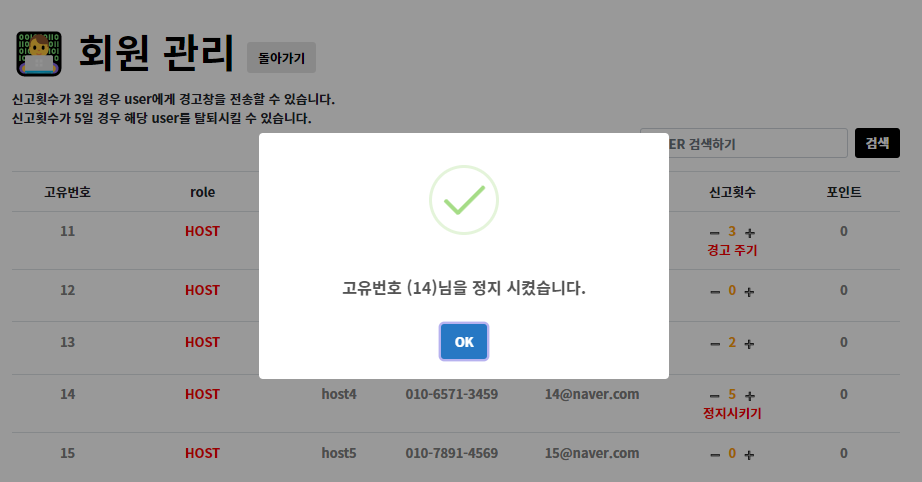 회원 관리 돌아가기
신고횟수가 3일 경우 user에게 경고창을 전송할 수 있습니다.
신고횟수가 5일 경우 해당 user를 탈퇴시킬 수 있습니다.
ER 검색하기 검색
고유번호 role 신고횟수 포인트
11 HOST − 3 + 0
경고 주기
12 HOST − 0 + 0
13 HOST − 2 + 0
고유번호 (14)님을 정지 시켰습니다.
OK
14 HOST host4 010-6571-3459 14@naver.com − 5 + 0
정지시키기
15 HOST host5 010-7891-4569 15@naver.com − 0 + 0